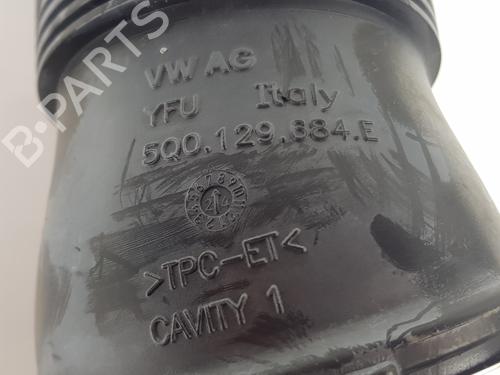 VW AG
YFU Italy
5Q0.129.684.E
>TPC-ET<
CAVITY 1
B-PARTS